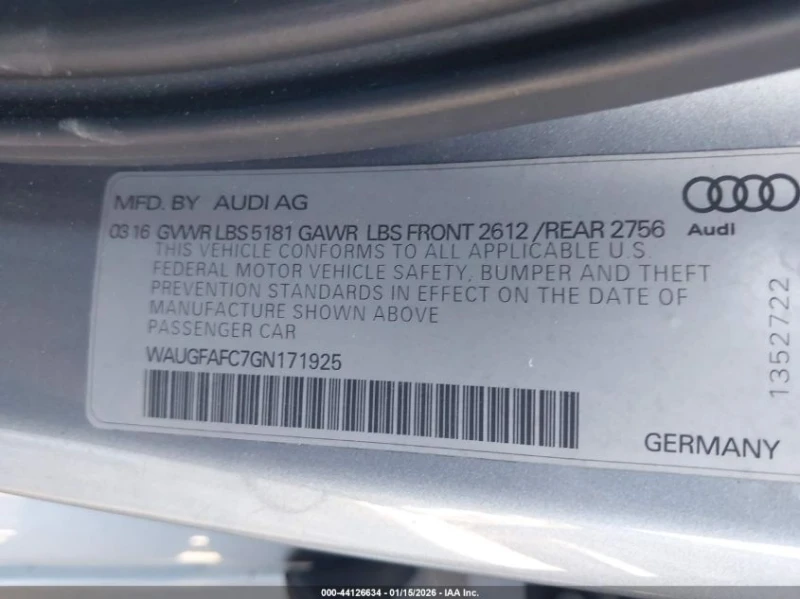 MFD. BY AUDI AG
Audi
03 16 GVWR LBS 5181 GAWR LBS FRONT 2612 /REAR 2756
THIS VEHICLE CONFORMS TO ALL APPLICABLE U.S.
FEDERAL MOTOR VEHICLE SAFETY, BUMPER AND THEFT
PREVENTION STANDARDS IN EFFECT ON THE DATE OF
MANUFACTURE SHOWN ABOVE
PASSENGER CAR
WAUGFAFC7GN171925
1352722
GERMANY
000-44126634 - 01/15/2026 - IAA Inc.